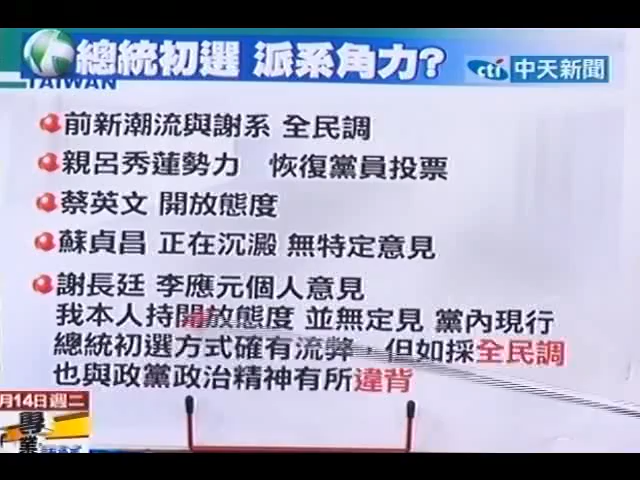 總統初選 派系角力?
cti 中天新聞
TAIWAN
前新潮流與謝系 全民調
親呂秀蓮勢力 恢復黨員投票
蔡英文 開放態度
蘇貞昌 正在沉澱 無特定意見
謝長廷 李應元個人意見
我本人持開放態度 並無定見 黨內現行
總統初選方式確有流弊，但如採全民調
也與政黨政治精神有所違背
月14日週二